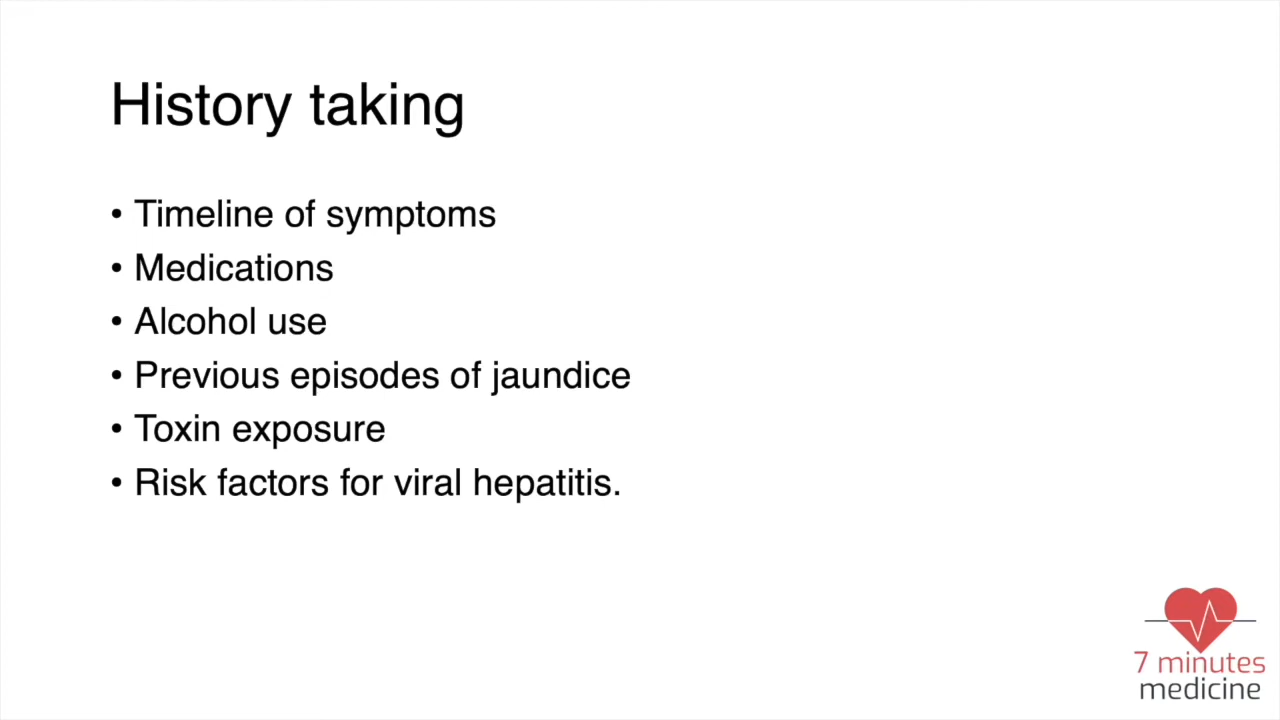 History taking
• Timeline of symptoms
• Medications
• Alcohol use
• Previous episodes of jaundice
• Toxin exposure
• Risk factors for viral hepatitis.
7 minutes
medicine